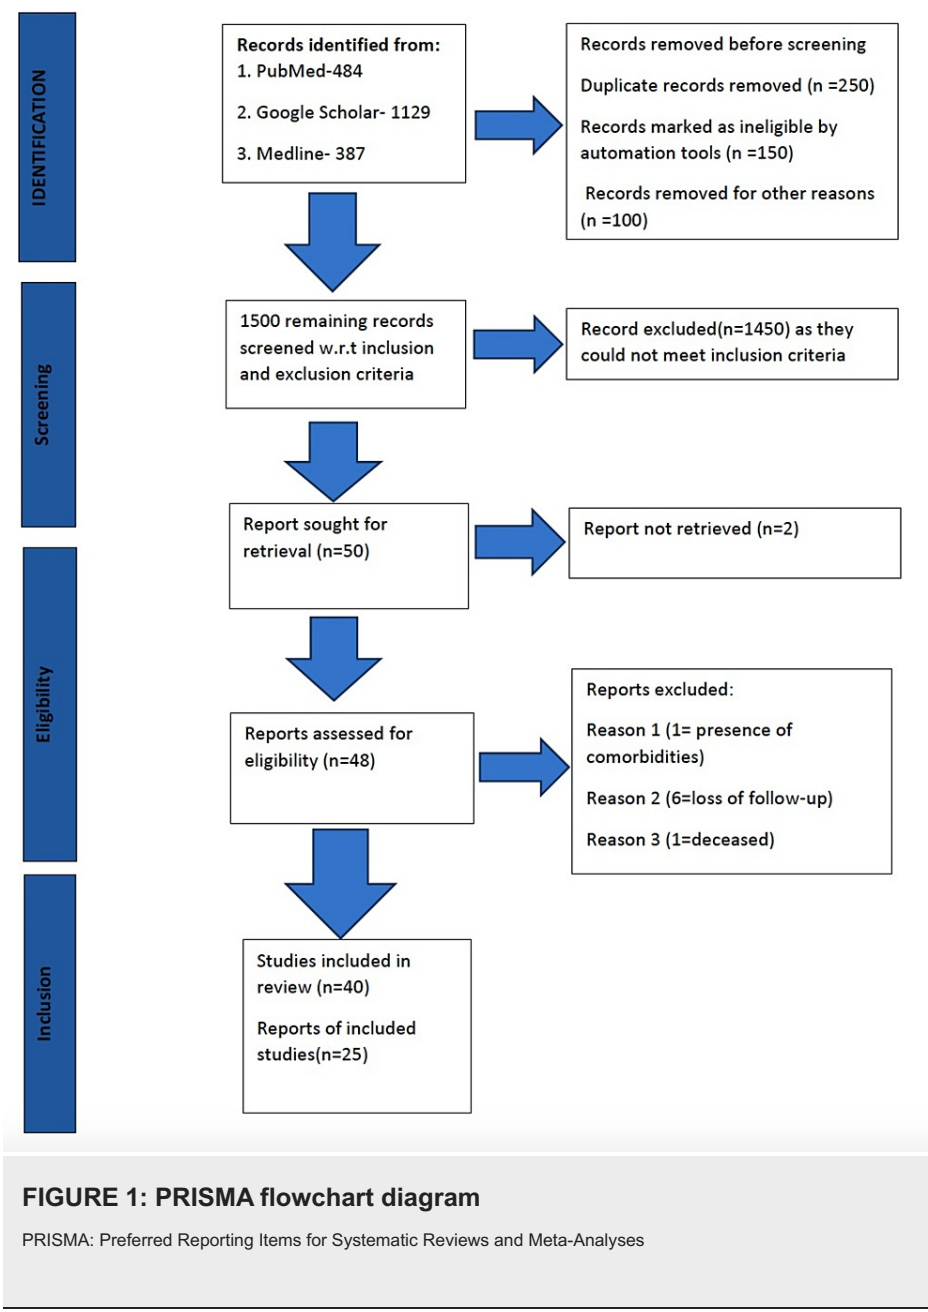 IDENTIFICATION
Records identified from:
1. PubMed-484
2. Google Scholar- 1129
3. Medline- 387
Records removed before screening
Duplicate records removed (n =250)
Records marked as ineligible by
automation tools (n =150)
Records removed for other reasons
(n =100)
Screening
1500 remaining records
screened w.r.t inclusion
and exclusion criteria
Record excluded(n=1450) as they
could not meet inclusion criteria
Report sought for
retrieval (n=50)
Report not retrieved (n=2)
Eligibility
Reports assessed for
eligibility (n=48)
Reports excluded:
Reason 1 (1= presence of
comorbidities)
Reason 2 (6=loss of follow-up)
Reason 3 (1=deceased)
Inclusion
Studies included in
review (n=40)
Reports of included
studies(n=25)
FIGURE 1: PRISMA flowchart diagram
PRISMA: Preferred Reporting Items for Systematic Reviews and Meta-Analyses